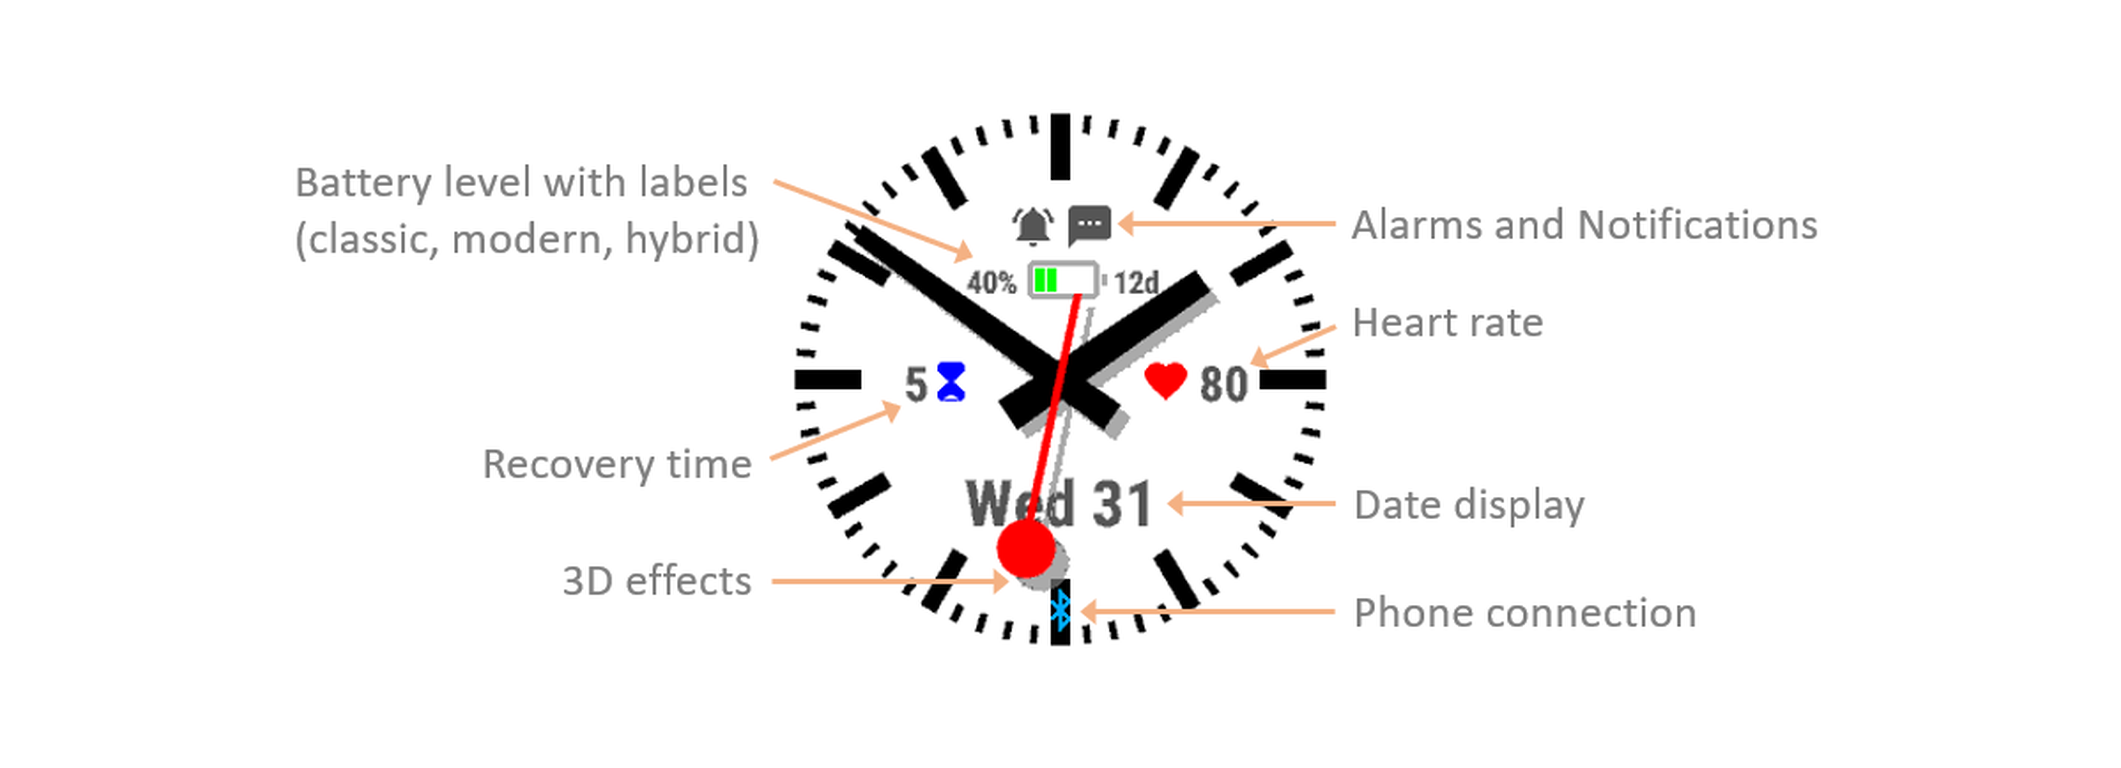 Battery level with labels
(classic, modern, hybrid)
Alarms and Notifications
40% 12d
Heart rate
5 80
Recovery time
Wed 31
Date display
3D effects
Phone connection